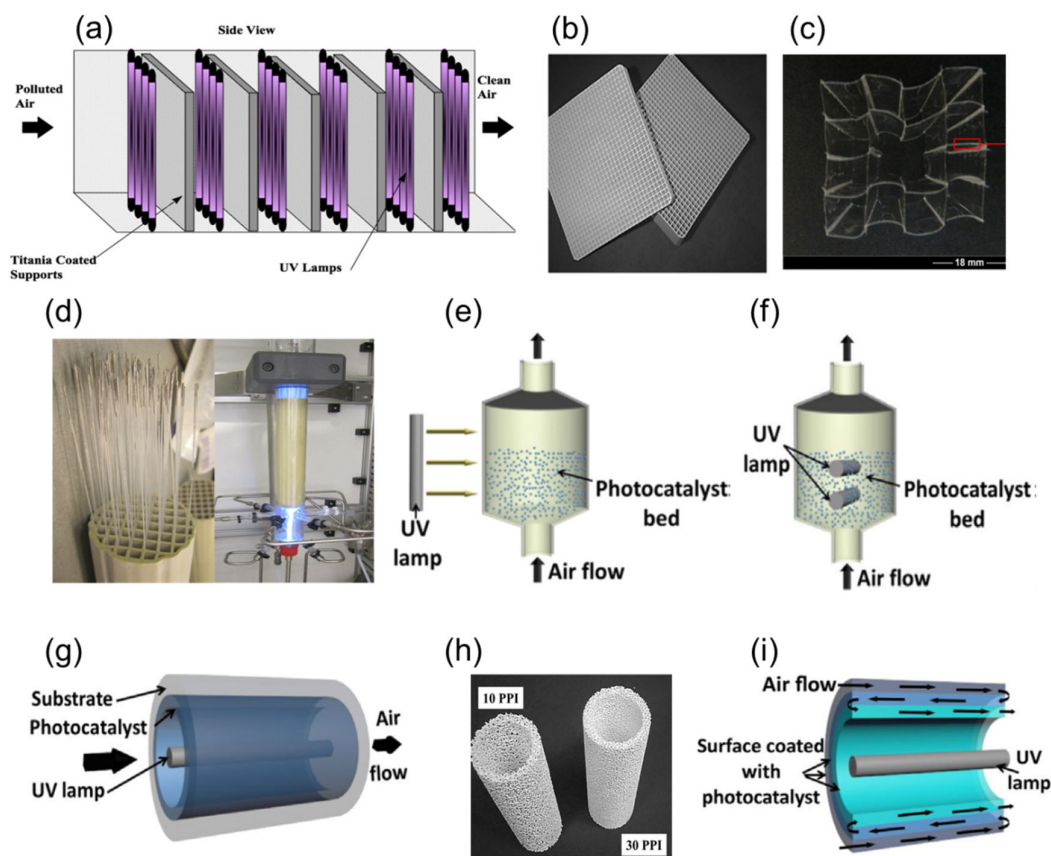 (a)
Side View
Polluted
Air
Clean
Air
Titania Coated
Supports
UV Lamps
(b)
(c)
18 mm
(d)
(e)
UV
lamp
Photocatalyst
bed
Air flow
(f)
UV
lamp
Photocatalyst
bed
Air flow
(g)
Substrate
Photocatalyst
UV lamp
Air
flow
(h)
10 PPI
30 PPI
(i)
Air flow
Surface coated
with
photocatalyst
UV
lamp